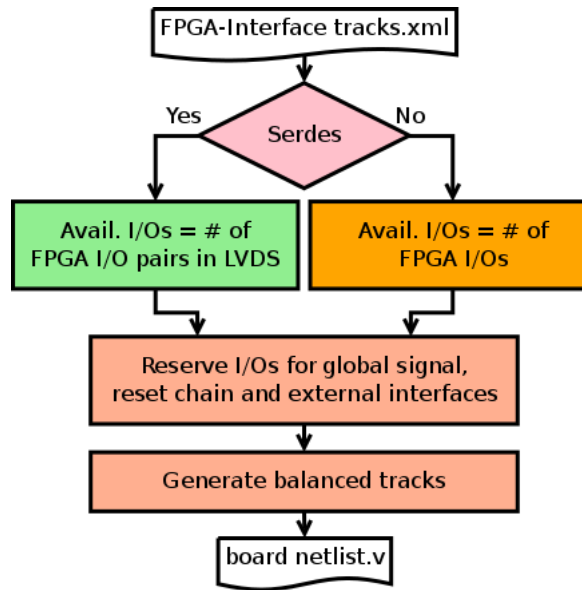 FPGA-Interface tracks.xml
Yes
No
Serdes
Avail. I/Os = # of
FPGA I/O pairs in LVDS
Avail. I/Os = # of
FPGA I/Os
Reserve I/Os for global signal,
reset chain and external interfaces
Generate balanced tracks
board netlist.v